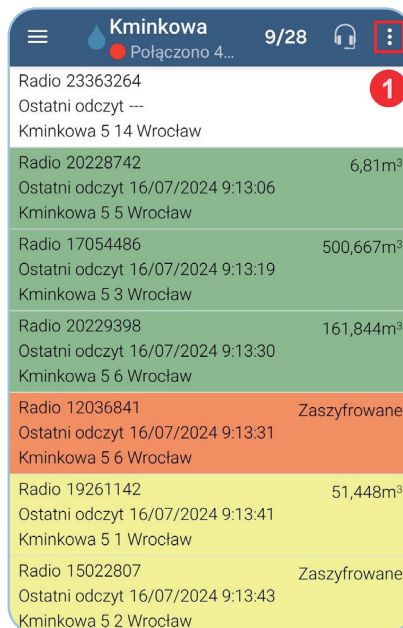 Kminkowa
Połączono 4...
9/28
1
Radio 23363264
Ostatni odczyt ---
Kminkowa 5 14 Wrocław
Radio 20228742
6,81m³
Ostatni odczyt 16/07/2024 9:13:06
Kminkowa 5 5 Wrocław
Radio 17054486
500,667m³
Ostatni odczyt 16/07/2024 9:13:19
Kminkowa 5 3 Wrocław
Radio 20229398
161,844m³
Ostatni odczyt 16/07/2024 9:13:30
Kminkowa 5 6 Wrocław
Radio 12036841
Zaszyfrowane
Ostatni odczyt 16/07/2024 9:13:31
Kminkowa 5 6 Wrocław
Radio 19261142
51,448m³
Ostatni odczyt 16/07/2024 9:13:41
Kminkowa 5 1 Wrocław
Radio 15022807
Zaszyfrowane
Ostatni odczyt 16/07/2024 9:13:43
Kminkowa 5 2 Wrocław